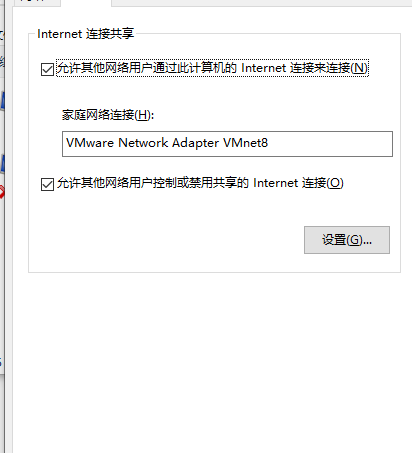 Internet 连接共享
允许其他网络用户通过此计算机的 Internet 连接来连接(N)
家庭网络连接(H):
VMware Network Adapter VMnet8
允许其他网络用户控制或禁用共享的 Internet 连接(O)
设置(G)...